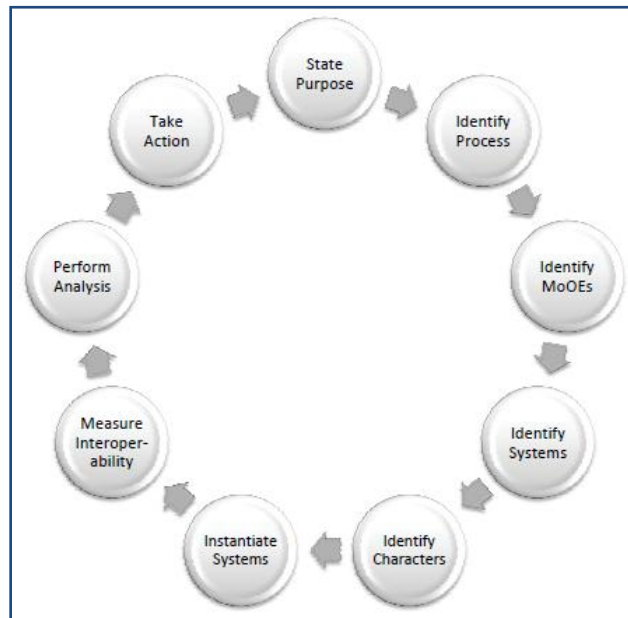 State
Purpose
Identify
Process
Identify
MoOEs
Identify
Systems
Identify
Characters
Instantiate
Systems
Measure
Interoper-
ability
Perform
Analysis
Take
Action